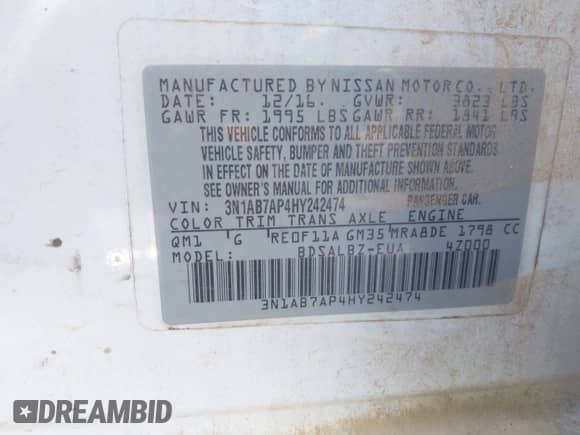 MANUFACTURED BY NISSAN MOTOR CO., LTD.
DATE: 12/16. GVWR: 3823 LBS
GAWR FR: 1995 LBS GAWR RR: 1841 LBS
THIS VEHICLE CONFORMS TO ALL APPLICABLE FEDERAL MOTOR
VEHICLE SAFETY, BUMPER AND THEFT PREVENTION STANDARDS
IN EFFECT ON THE DATE OF MANUFACTURE SHOWN ABOVE.
SEE OWNER'S MANUAL FOR ADDITIONAL INFORMATION.
VIN: 3N1AB7AP4HY242474 PASSENGER CAR.
COLOR TRIM TRANS AXLE ENGINE
QM1 G RE0F11A GM35 MRA8DE 1798 CC
MODEL: BDSALBZ-EUA 4Z000
3N1AB7AP4HY242474
DREAMBID